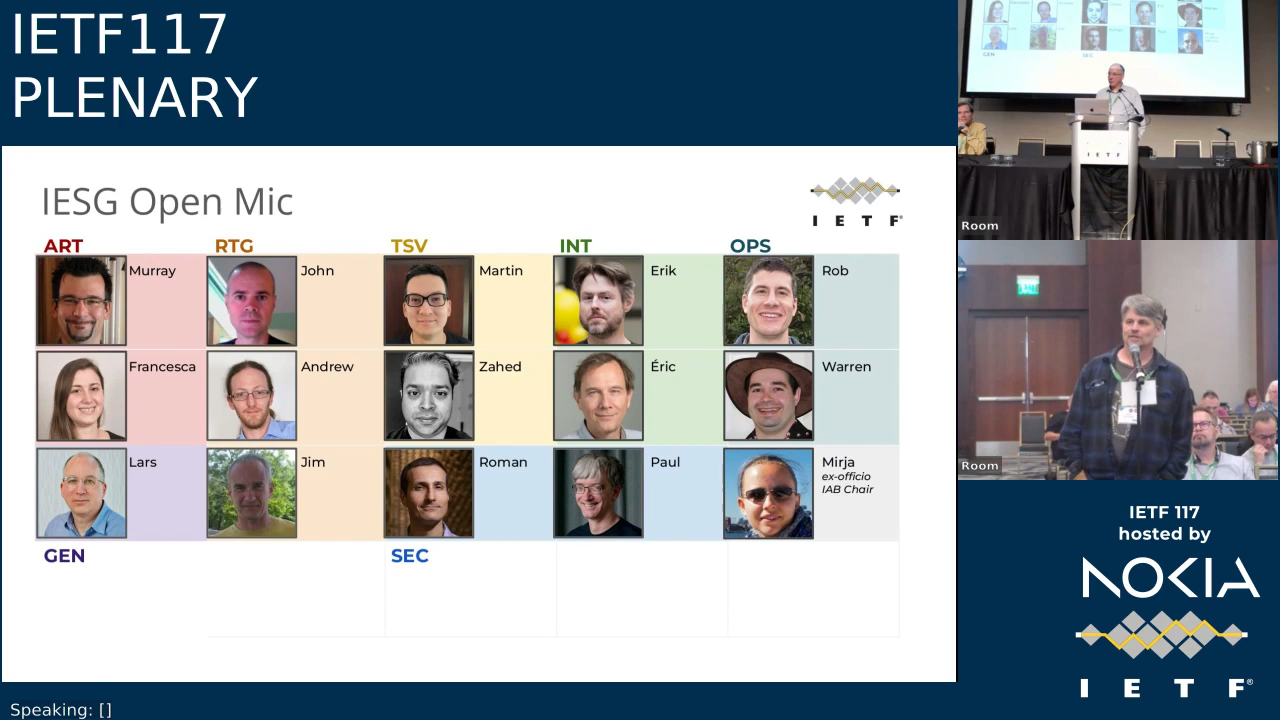 IETF117
PLENARY
IESG Open Mic
I E T F®
ART
RTG
TSV
INT
OPS
Murray
John
Martin
Erik
Rob
Francesca
Andrew
Zahed
Éric
Warren
Lars
Jim
Roman
Paul
Mirja
ex-officio
IAB Chair
GEN
SEC
GEN
SEC
I E T F
Room
Room
IETF 117
hosted by
NOKIA
I E T F®
Speaking: []